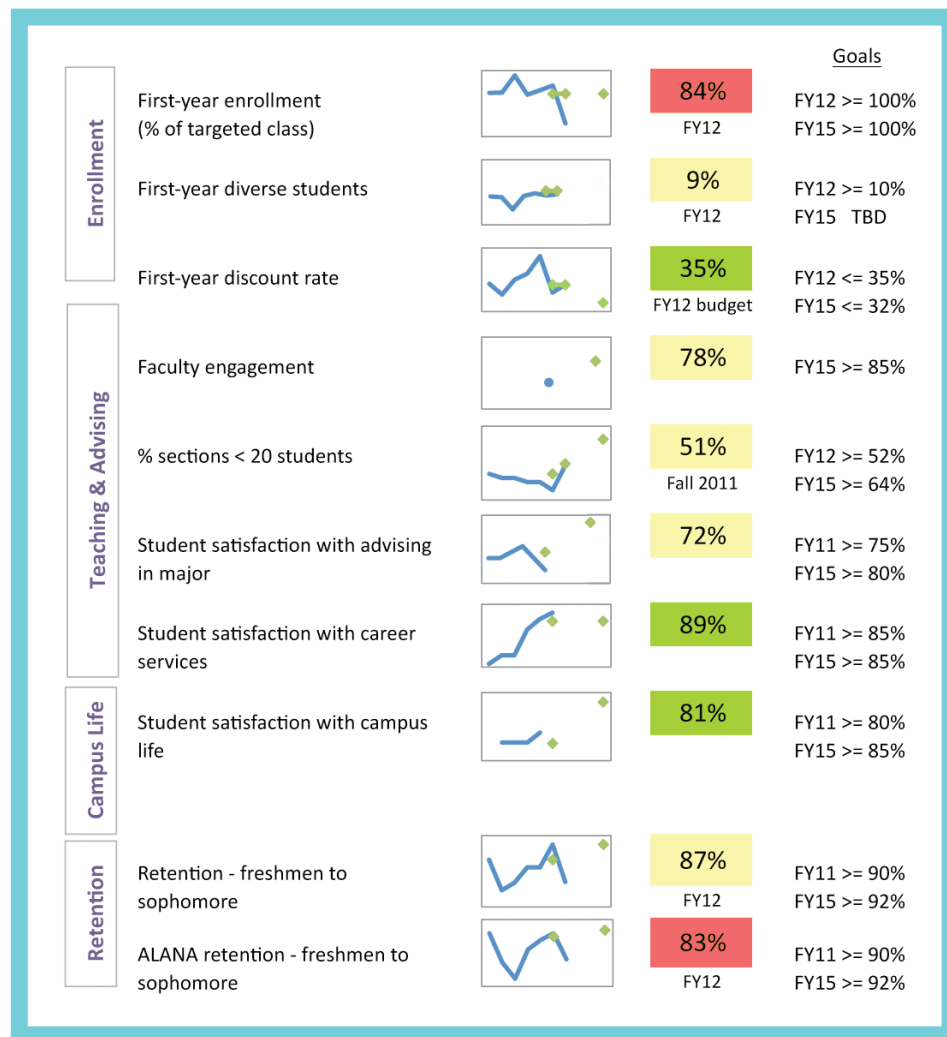 Goals
Enrollment
First-year enrollment
(% of targeted class)
84%
FY12
FY12 >= 100%
FY15 >= 100%
First-year diverse students
9%
FY12
FY12 >= 10%
FY15 TBD
First-year discount rate
35%
FY12 budget
FY12 <= 35%
FY15 <= 32%
Teaching & Advising
Faculty engagement
78%
FY15 >= 85%
% sections < 20 students
51%
Fall 2011
FY12 >= 52%
FY15 >= 64%
Student satisfaction with advising
in major
72%
FY11 >= 75%
FY15 >= 80%
Student satisfaction with career
services
89%
FY11 >= 85%
FY15 >= 85%
Campus Life
Student satisfaction with campus
life
81%
FY11 >= 80%
FY15 >= 85%
Retention
Retention - freshmen to
sophomore
87%
FY12
FY11 >= 90%
FY15 >= 92%
ALANA retention - freshmen to
sophomore
83%
FY12
FY11 >= 90%
FY15 >= 92%